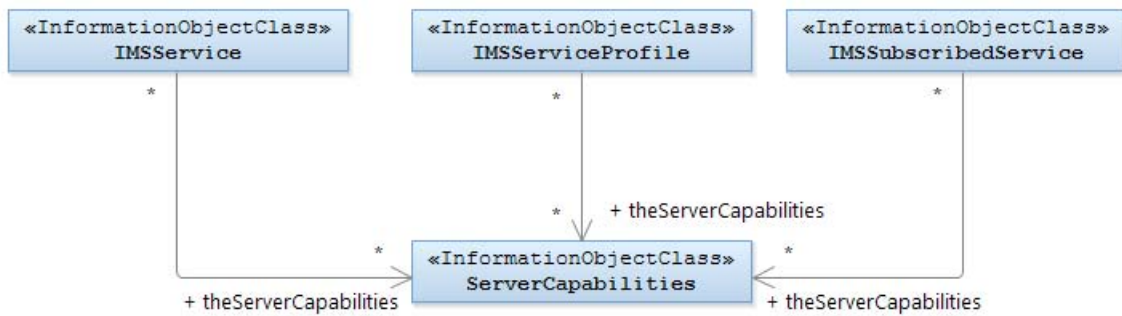 «InformationObjectClass»
IMSService
«InformationObjectClass»
IMSServiceProfile
«InformationObjectClass»
IMSSubscribedService
*
*
*
*
+ theServerCapabilities
*
*
«InformationObjectClass»
ServerCapabilities
+ theServerCapabilities
+ theServerCapabilities